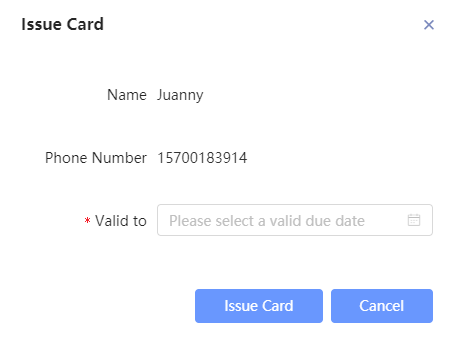 Issue Card
Name Juanny
Phone Number 15700183914
* Valid to Please select a valid due date
Issue Card Cancel